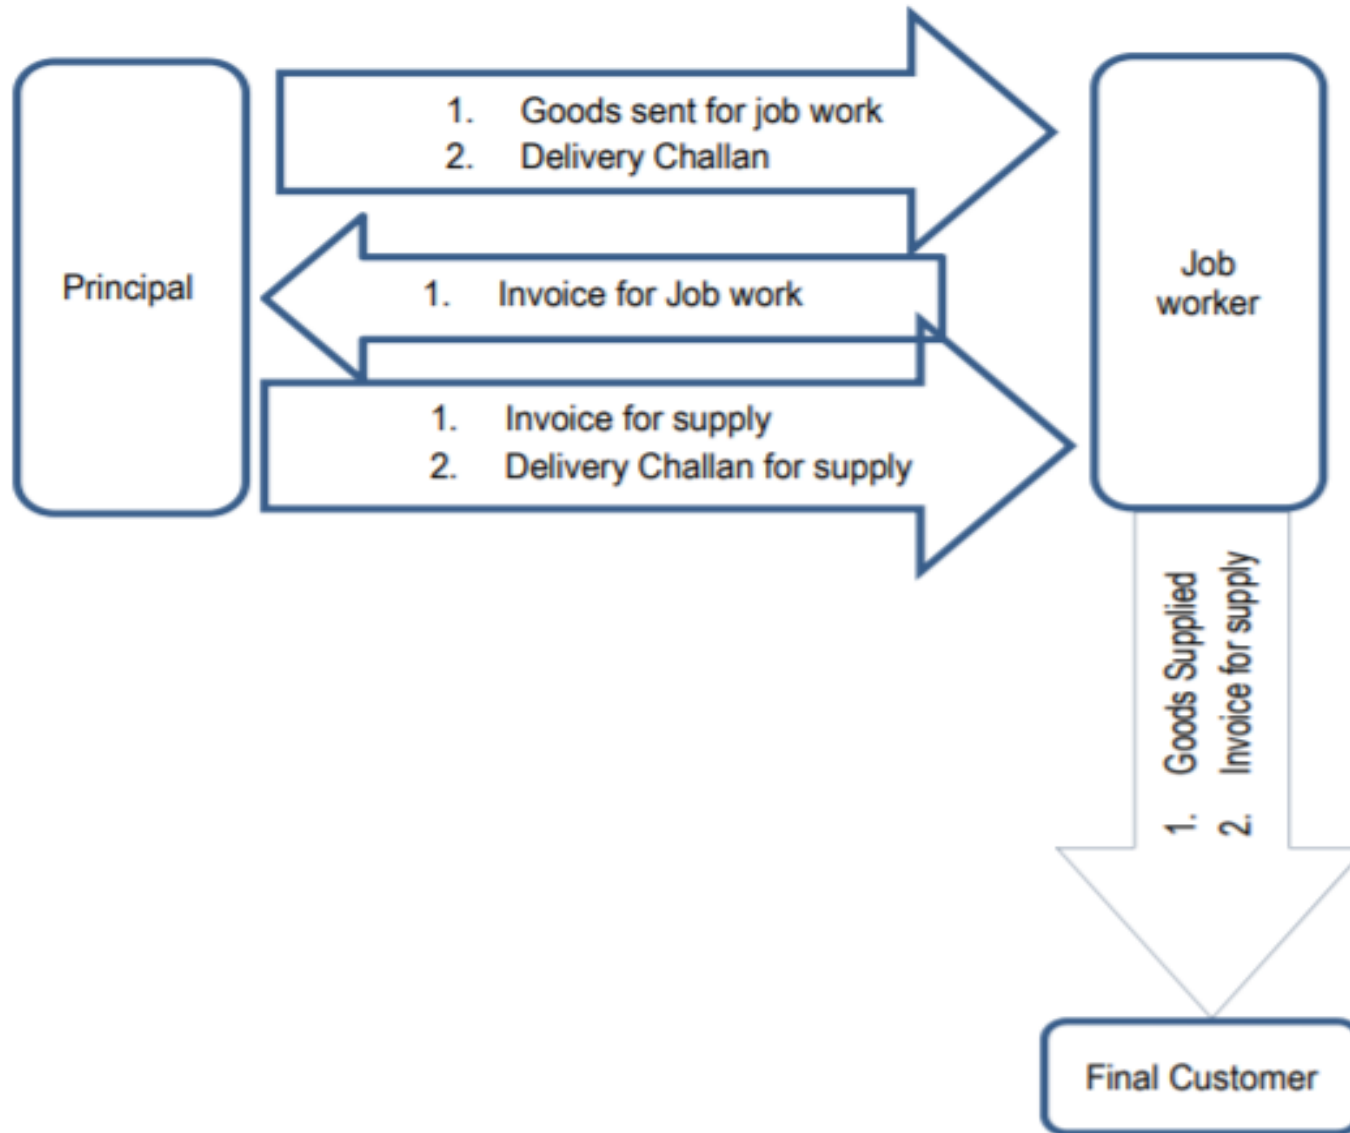 1. Goods sent for job work
2. Delivery Challan
Principal
1. Invoice for Job work
Job
worker
1. Invoice for supply
2. Delivery Challan for supply
1. Goods Supplied
2. Invoice for supply
Final Customer